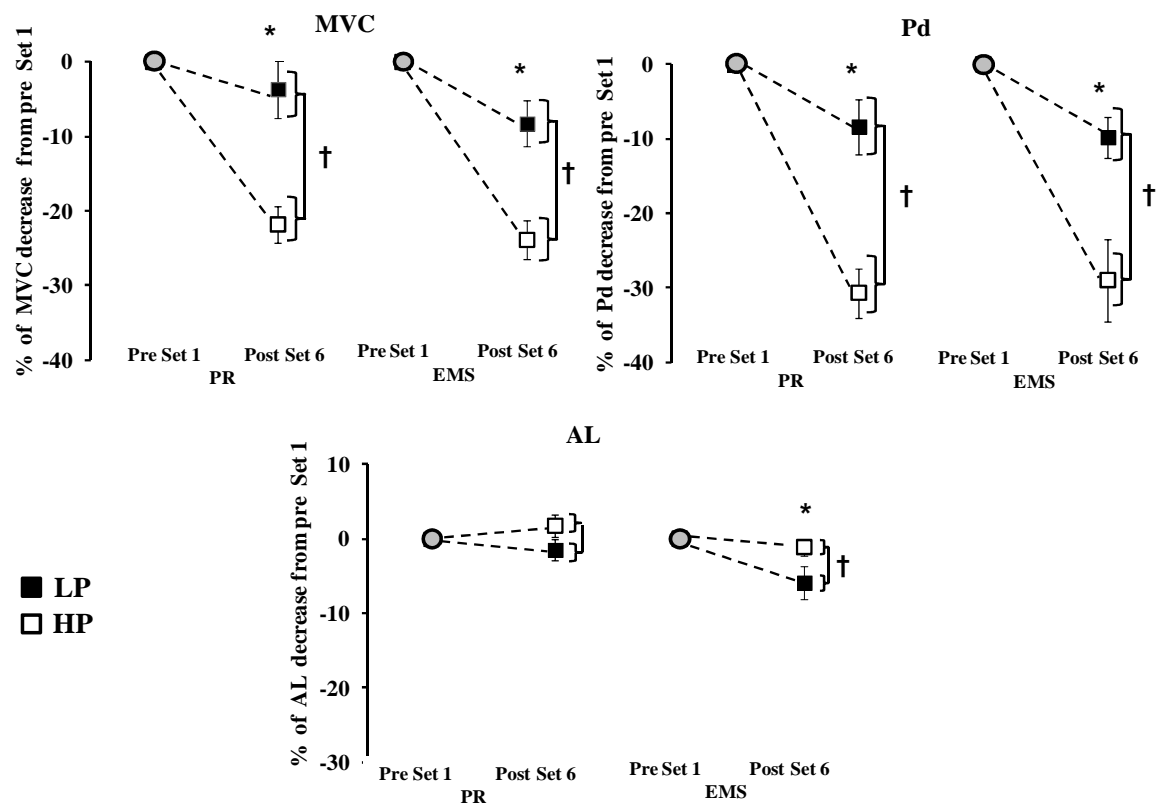 MVC
% of MVC decrease from pre Set 1
0
-10
-20
-30
-40
*
†
*
†
Pre Set 1
Post Set 6
Pre Set 1
Post Set 6
PR
EMS
Pd
% of Pd decrease from pre Set 1
0
-10
-20
-30
-40
*
†
*
†
Pre Set 1
Post Set 6
Pre Set 1
Post Set 6
PR
EMS
AL
% of AL decrease from pre Set 1
10
0
-10
-20
-30
*
†
Pre Set 1
Post Set 6
Pre Set 1
Post Set 6
PR
EMS
LP
HP